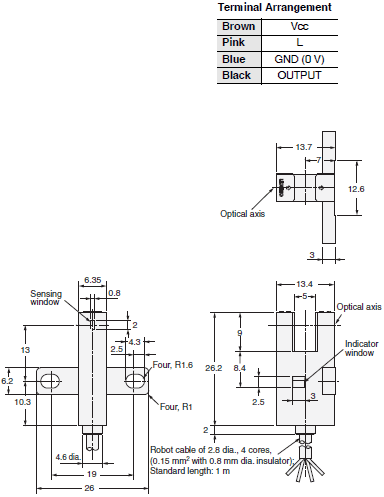 Terminal Arrangement
Brown Vcc
Pink L
Blue GND (0 V)
Black OUTPUT
13.7
7
12.6
Optical axis
3
6.35
0.8
Sensing
window
2
4.3
2.5
13
Four, R1.6
6.2
10.3
Four, R1
4.6 dia.
19
26
13.4
5
Optical axis
9
Indicator
window
26.2
8.4
2.5
3
2
Robot cable of 2.8 dia., 4 cores,
(0.15 mm² with 0.8 mm dia. insulator);
Standard length: 1 m